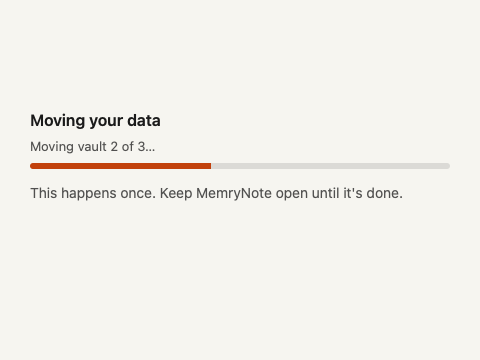 Moving your data
Moving vault 2 of 3...
This happens once. Keep MemryNote open until it's done.